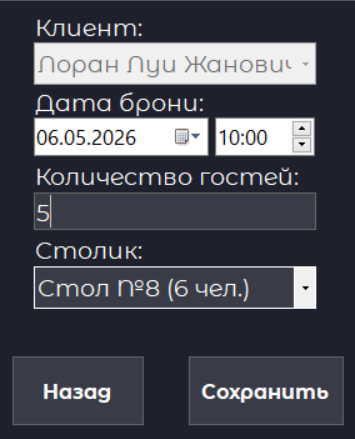 Клиент:
Лоран Луи Жанович
Дата брони:
06.05.2026 10:00
Количество гостей:
5
Столик:
Стол №8 (6 чел.)
Назад Сохранить